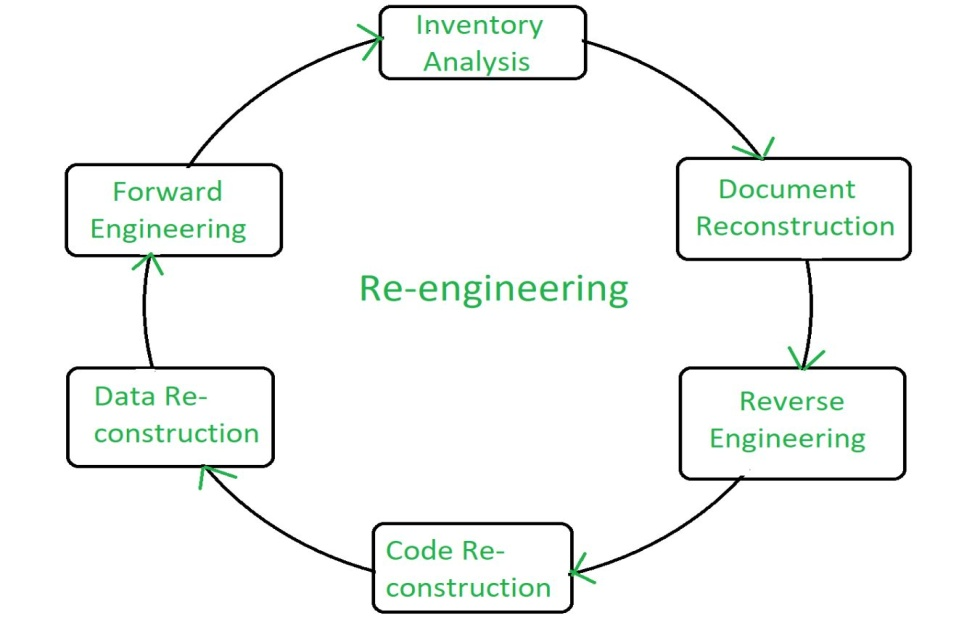 Inventory
Analysis
Document
Reconstruction
Reverse
Engineering
Code Re-
construction
Data Re-
construction
Forward
Engineering
Re-engineering